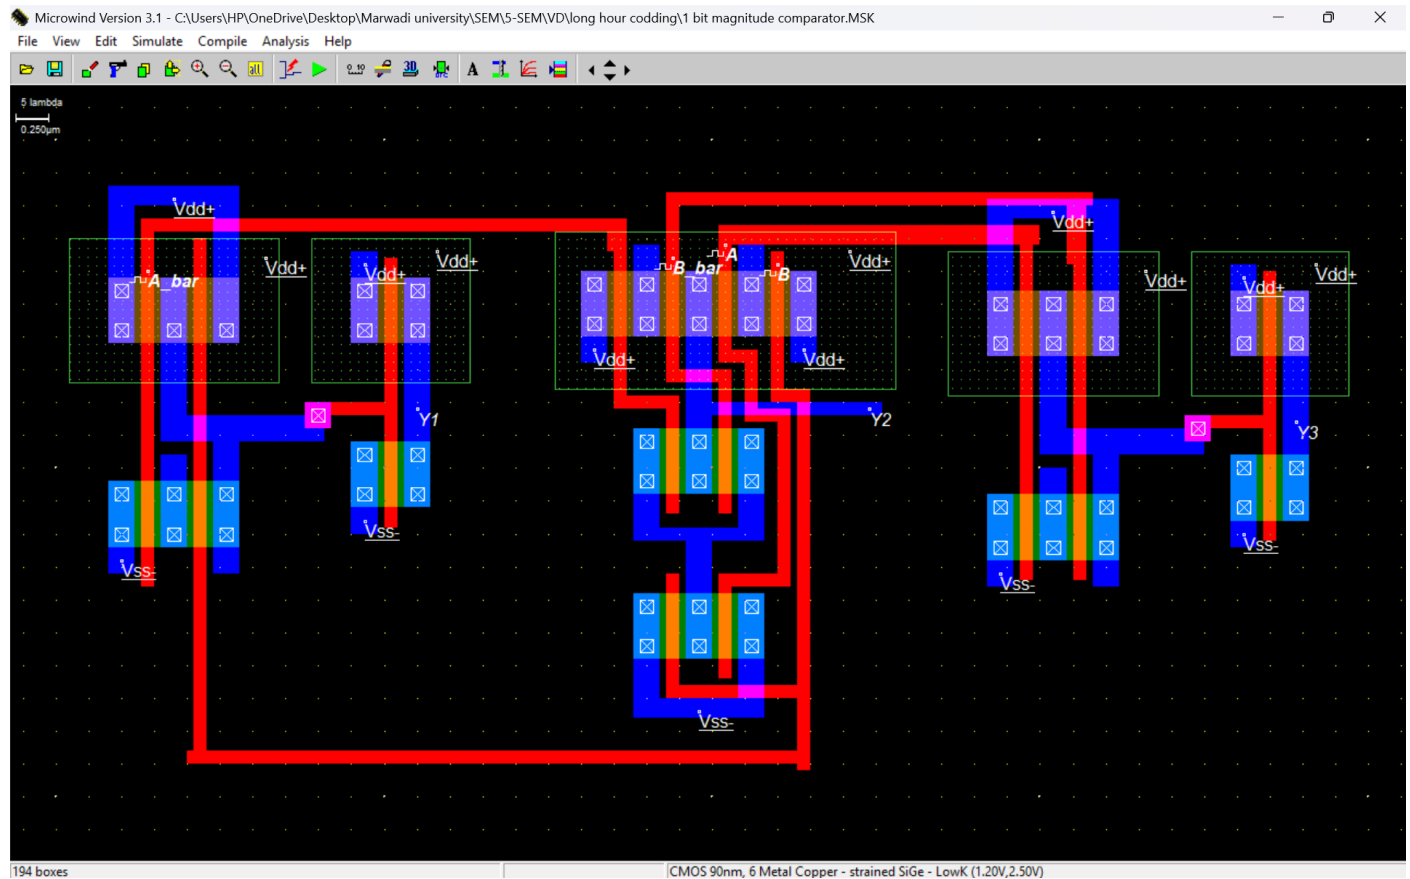 Microwind Version 3.1 - C:\Users\HP\OneDrive\Desktop\Marwadi university\SEM\5-SEM\VD\long hour codding\1 bit magnitude comparator.MSK
File View Edit Simulate Compile Analysis Help
5 lambda
0.250µm
Vdd+
Vdd+
A_bar
Vdd+
Vdd+
B_bar
A
B
Vdd+
Vdd+
Vdd+
Vdd+
Vdd+
Vdd+
Vdd+
Y1
Y2
Y3
Vss-
Vss-
Vss-
Vss-
Vss-
194 boxes
CMOS 90nm, 6 Metal Copper - strained SiGe - LowK (1.20V,2.50V)